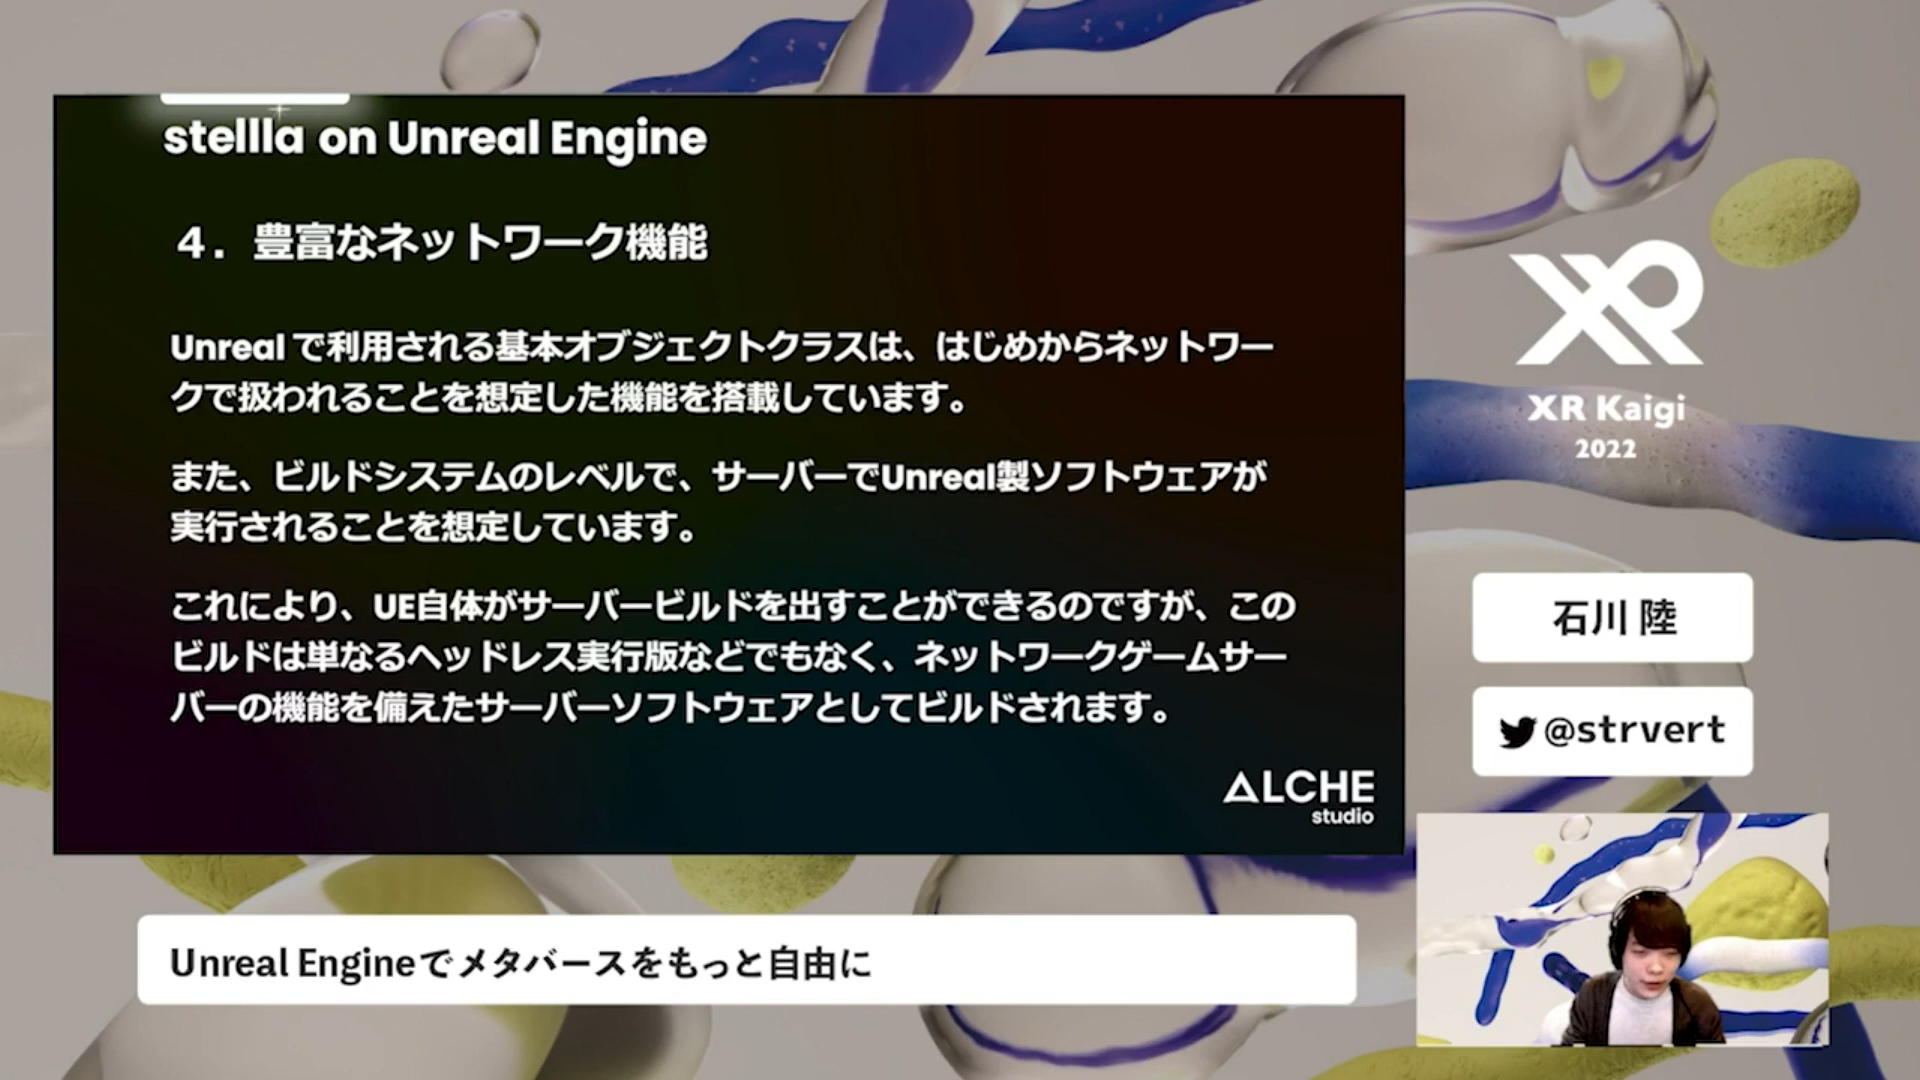 stellla on Unreal Engine
４．豊富なネットワーク機能
Unreal で利用される基本オブジェクトクラスは、はじめからネットワー
クで扱われることを想定した機能を搭載しています。
また、ビルドシステムのレベルで、サーバーでUnreal製ソフトウェアが
実行されることを想定しています。
これにより、UE自体がサーバービルドを出すことができるのですが、この
ビルドは単なるヘッドレス実行版などでもなく、ネットワークゲームサー
バーの機能を備えたサーバーソフトウェアとしてビルドされます。
ALCHE
studio
XR
XR Kaigi
2022
石川 陸
@strvert
Unreal Engineでメタバースをもっと自由に